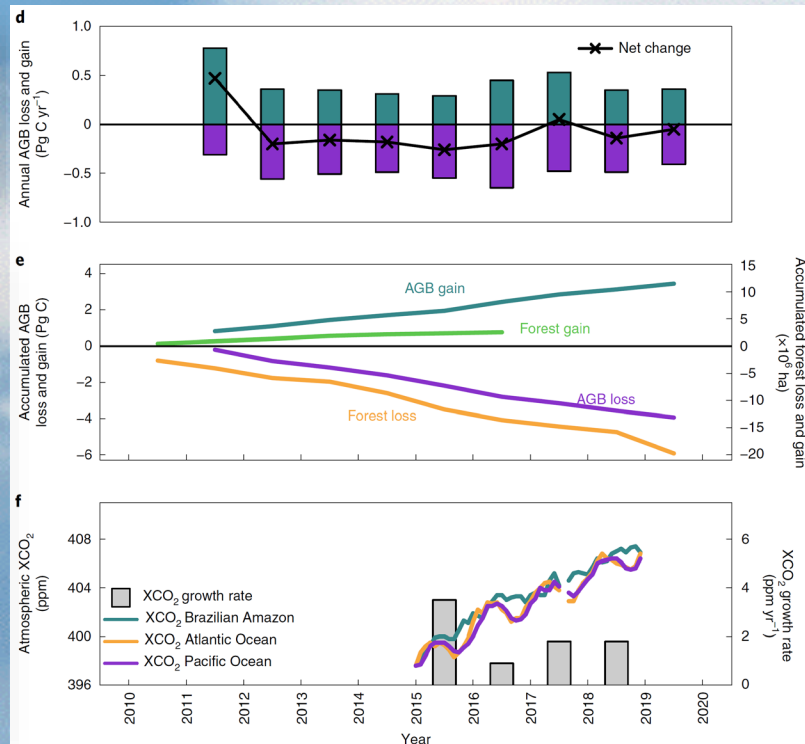 d
Annual AGB loss and gain
(Pg C yr⁻¹)
1.0
0.5
0
−0.5
−1.0
Net change
e
Accumulated AGB
loss and gain (Pg C)
4
2
0
−2
−4
−6
AGB gain
Forest gain
AGB loss
Forest loss
15
10
5
0
−5
−10
−15
−20
Accumulated forest loss and gain
(×10⁶ ha)
f
Atmospheric XCO₂
(ppm)
408
404
400
396
XCO₂ growth rate
XCO₂ Brazilian Amazon
XCO₂ Atlantic Ocean
XCO₂ Pacific Ocean
6
4
2
0
XCO₂ growth rate
(ppm yr⁻¹)
2010 2011 2012 2013 2014 2015 2016 2017 2018 2019 2020
Year